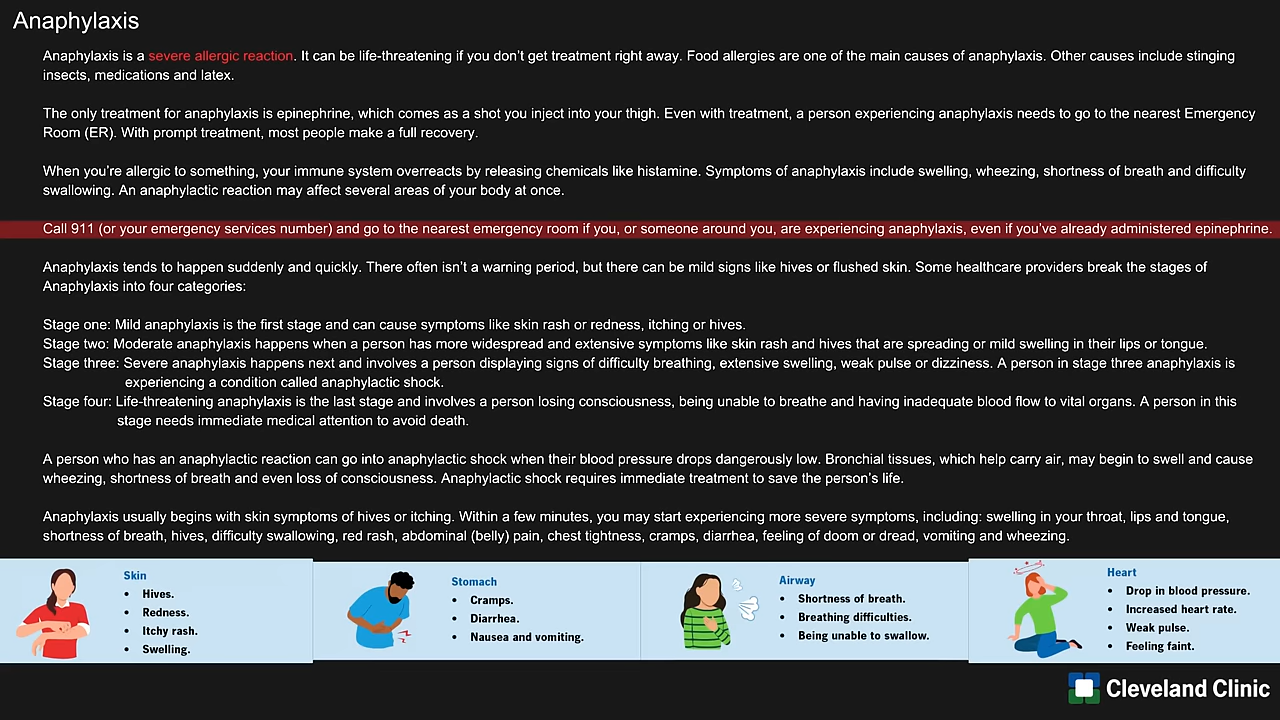 Anaphylaxis
Anaphylaxis is a severe allergic reaction. It can be life-threatening if you don’t get treatment right away. Food allergies are one of the main causes of anaphylaxis. Other causes include stinging
insects, medications and latex.
The only treatment for anaphylaxis is epinephrine, which comes as a shot you inject into your thigh. Even with treatment, a person experiencing anaphylaxis needs to go to the nearest Emergency
Room (ER). With prompt treatment, most people make a full recovery.
When you’re allergic to something, your immune system overreacts by releasing chemicals like histamine. Symptoms of anaphylaxis include swelling, wheezing, shortness of breath and difficulty
swallowing. An anaphylactic reaction may affect several areas of your body at once.
Call 911 (or your emergency services number) and go to the nearest emergency room if you, or someone around you, are experiencing anaphylaxis, even if you’ve already administered epinephrine.
Anaphylaxis tends to happen suddenly and quickly. There often isn’t a warning period, but there can be mild signs like hives or flushed skin. Some healthcare providers break the stages of
Anaphylaxis into four categories:
Stage one: Mild anaphylaxis is the first stage and can cause symptoms like skin rash or redness, itching or hives.
Stage two: Moderate anaphylaxis happens when a person has more widespread and extensive symptoms like skin rash and hives that are spreading or mild swelling in their lips or tongue.
Stage three: Severe anaphylaxis happens next and involves a person displaying signs of difficulty breathing, extensive swelling, weak pulse or dizziness. A person in stage three anaphylaxis is
experiencing a condition called anaphylactic shock.
Stage four: Life-threatening anaphylaxis is the last stage and involves a person losing consciousness, being unable to breathe and having inadequate blood flow to vital organs. A person in this
stage needs immediate medical attention to avoid death.
A person who has an anaphylactic reaction can go into anaphylactic shock when their blood pressure drops dangerously low. Bronchial tissues, which help carry air, may begin to swell and cause
wheezing, shortness of breath and even loss of consciousness. Anaphylactic shock requires immediate treatment to save the person’s life.
Anaphylaxis usually begins with skin symptoms of hives or itching. Within a few minutes, you may start experiencing more severe symptoms, including: swelling in your throat, lips and tongue,
shortness of breath, hives, difficulty swallowing, red rash, abdominal (belly) pain, chest tightness, cramps, diarrhea, feeling of doom or dread, vomiting and wheezing.
Skin
• Hives.
• Redness.
• Itchy rash.
• Swelling.
Stomach
• Cramps.
• Diarrhea.
• Nausea and vomiting.
Airway
• Shortness of breath.
• Breathing difficulties.
• Being unable to swallow.
Heart
• Drop in blood pressure.
• Increased heart rate.
• Weak pulse.
• Feeling faint.
Cleveland Clinic